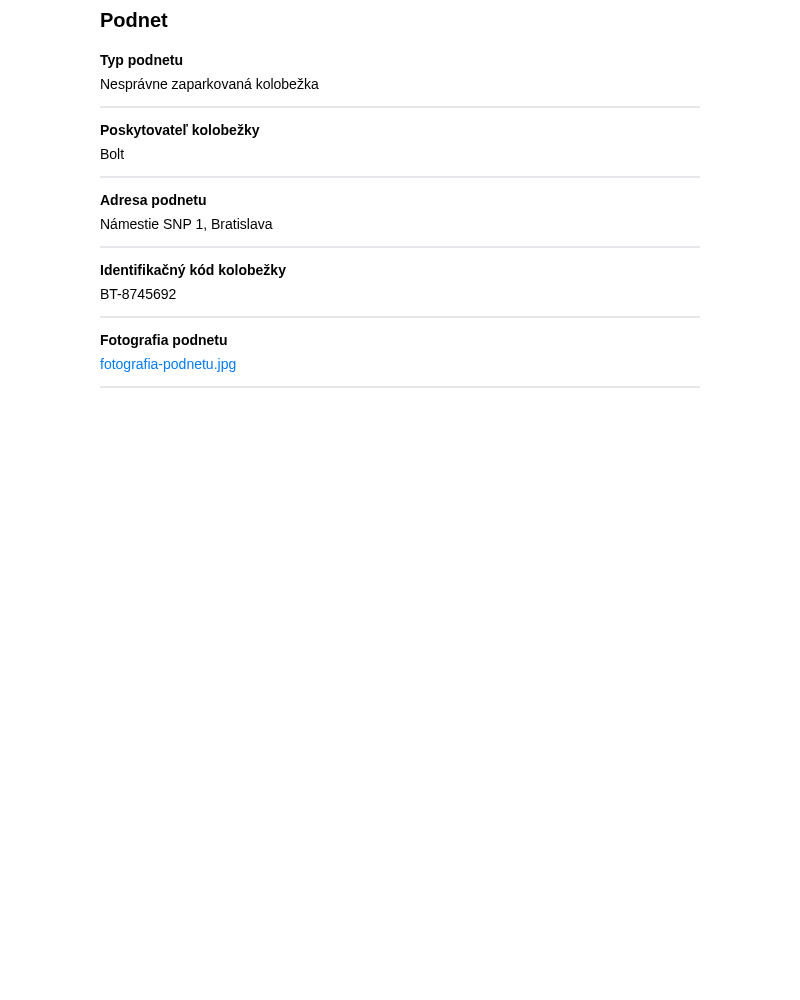 Podnet
Typ podnetu
Nesprávne zaparkovaná kolobežka
Poskytovateľ kolobežky
Bolt
Adresa podnetu
Námestie SNP 1, Bratislava
Identifikačný kód kolobežky
BT-8745692
Fotografia podnetu
fotografia-podnetu.jpg